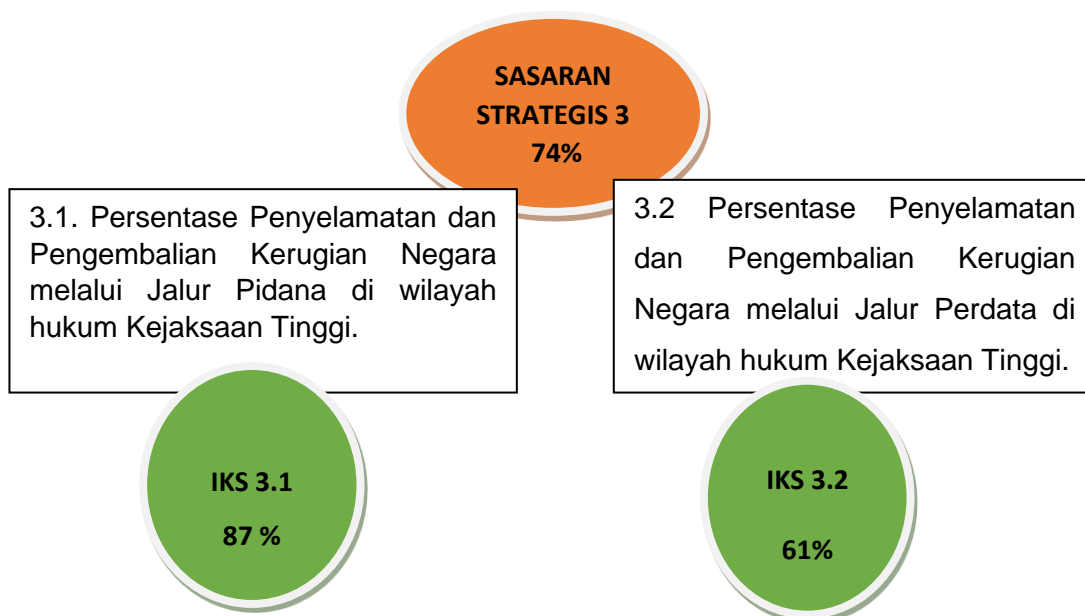 SASARAN
STRATEGIS 3
74%
3.1. Persentase Penyelamatan dan
Pengembalian Kerugian Negara
melalui Jalur Pidana di wilayah
hukum Kejaksaan Tinggi.
3.2 Persentase Penyelamatan
dan Pengembalian Kerugian
Negara melalui Jalur Perdata di
wilayah hukum Kejaksaan Tinggi.
IKS 3.1
87 %
IKS 3.2
61%